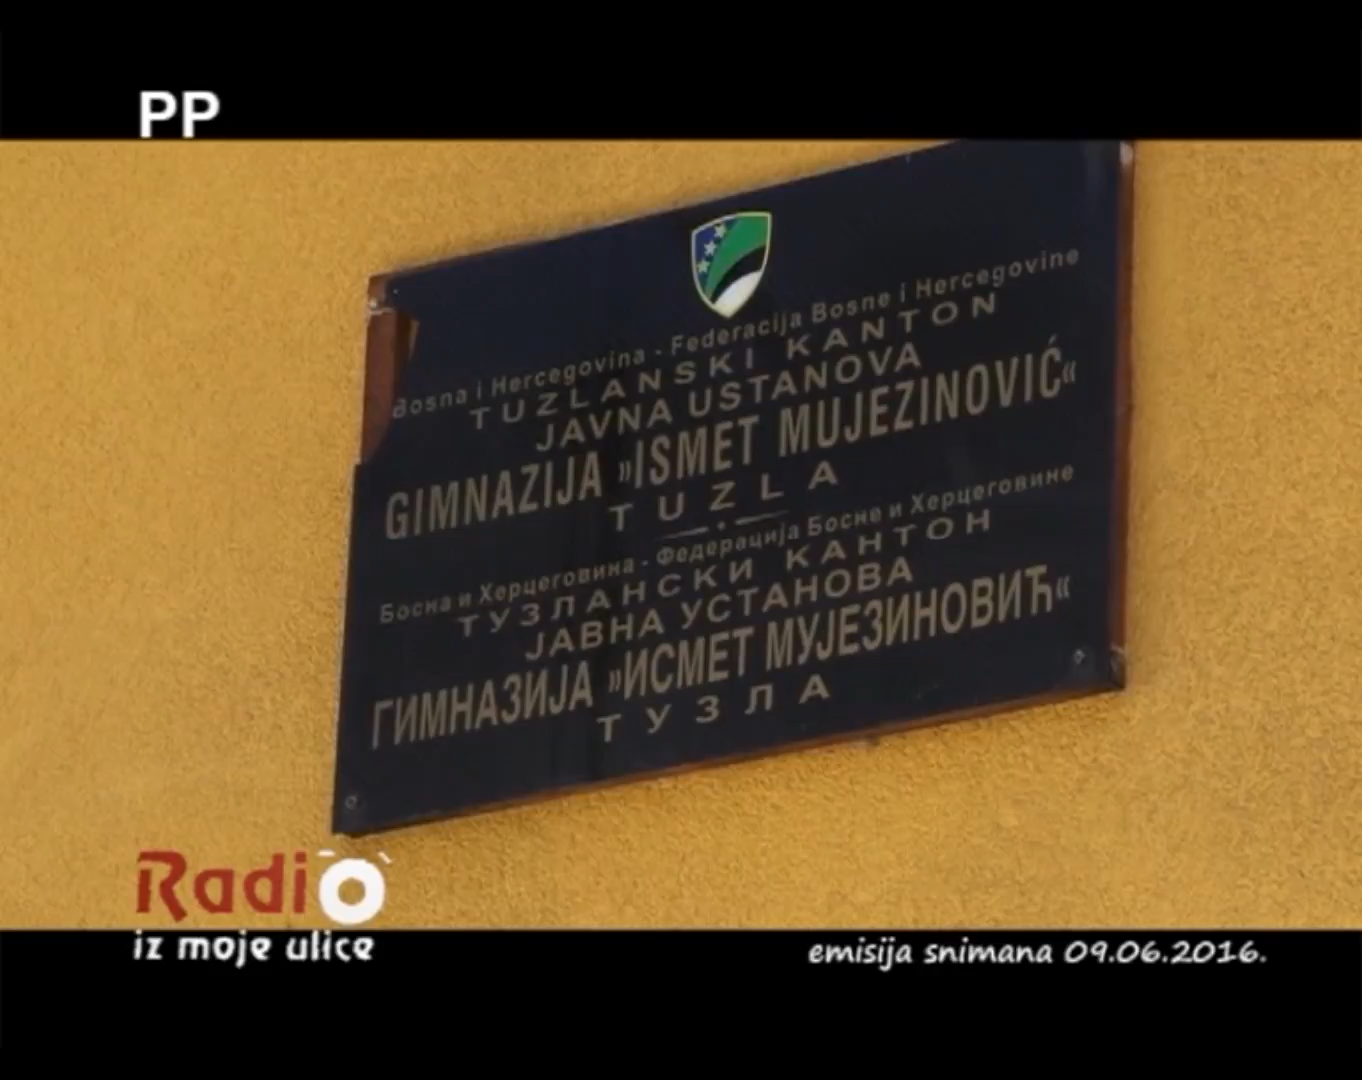 PP
Bosna i Hercegovina - Federacija Bosne i Hercegovine
TUZLANSKI KANTON
JAVNA USTANOVA
GIMNAZIJA »ISMET MUJEZINOVIĆ«
TUZLA
Босна и Херцеговина - Федерација Босне и Херцеговине
ТУЗЛАНСКИ КАНТОН
ЈАВНА УСТАНОВА
ГИМНАЗИЈА »ИСМЕТ МУЈЕЗИНОВИЋ«
ТУЗЛА
Radio
iz moje ulice
emisija snimana 09.06.2016.